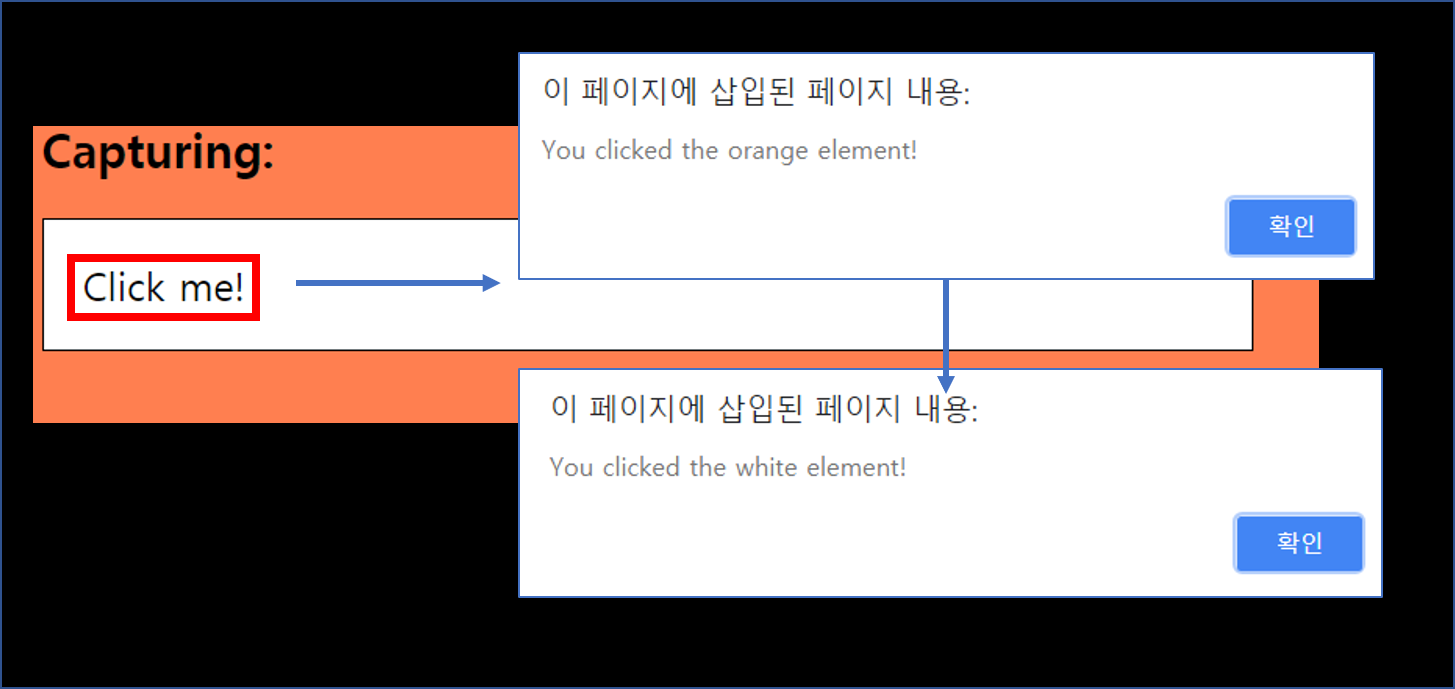 Capturing:
Click me!
이 페이지에 삽입된 페이지 내용:
You clicked the orange element!
확인
이 페이지에 삽입된 페이지 내용:
You clicked the white element!
확인